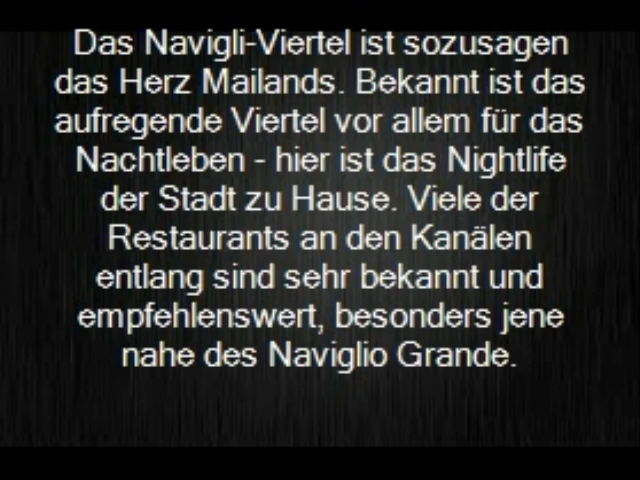 Das Navigli-Viertel ist sozusagen
das Herz Mailands. Bekannt ist das
aufregende Viertel vor allem für das
Nachtleben - hier ist das Nightlife
der Stadt zu Hause. Viele der
Restaurants an den Kanälen
entlang sind sehr bekannt und
empfehlenswert, besonders jene
nahe des Naviglio Grande.